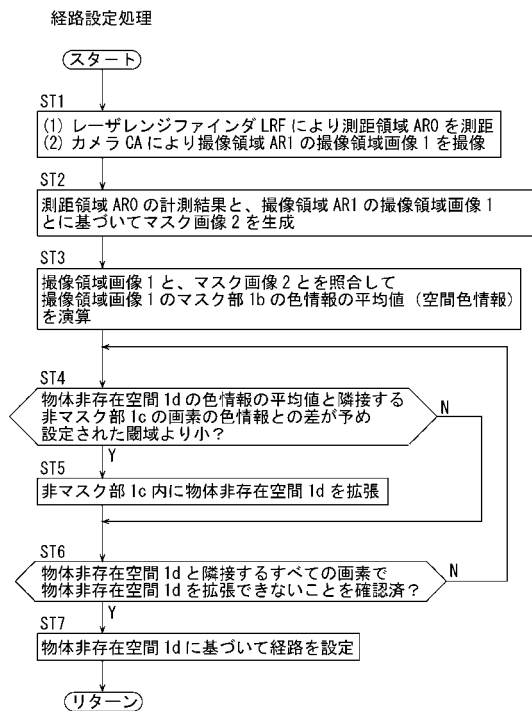 経路設定処理
スタート
ST1
(1) レーザレンジファインダ LRF により測距領域 AR0 を測距
(2) カメラ CA により撮像領域 AR1 の撮像領域画像 1 を撮像
ST2
測距領域 AR0 の計測結果と、撮像領域 AR1 の撮像領域画像 1
とに基づいてマスク画像 2 を生成
ST3
撮像領域画像 1 と、マスク画像 2 とを照合して
撮像領域画像 1 のマスク部 1b の色情報の平均値（空間色情報）
を演算
ST4
物体非存在空間 1d の色情報の平均値と隣接する
非マスク部 1c の画素の色情報との差が予め
設定された閾域より小？
N
Y
ST5
非マスク部 1c 内に物体非存在空間 1d を拡張
ST6
物体非存在空間 1d と隣接するすべての画素で
物体非存在空間 1d を拡張できないことを確認済？
N
Y
ST7
物体非存在空間 1d に基づいて経路を設定
リターン